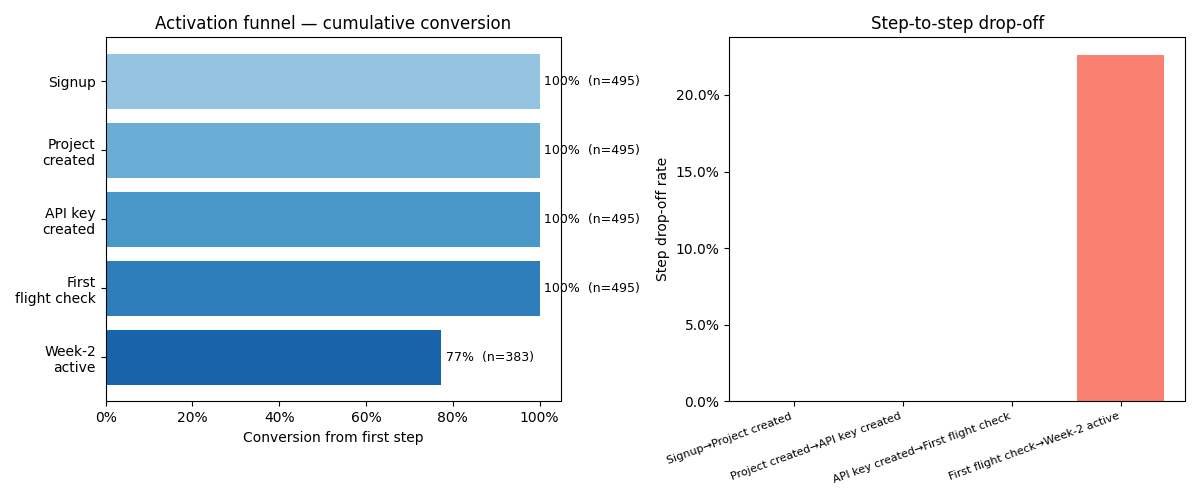 Activation funnel — cumulative conversion
Signup
100%  (n=495)
Project
created
100%  (n=495)
API key
created
100%  (n=495)
First
flight check
100%  (n=495)
Week-2
active
77%  (n=383)
0%
20%
40%
60%
80%
100%
Conversion from first step
Step-to-step drop-off
Step drop-off rate
20.0%
15.0%
10.0%
5.0%
0.0%
Signup→Project created
Project created→API key created
API key created→First flight check
First flight check→Week-2 active